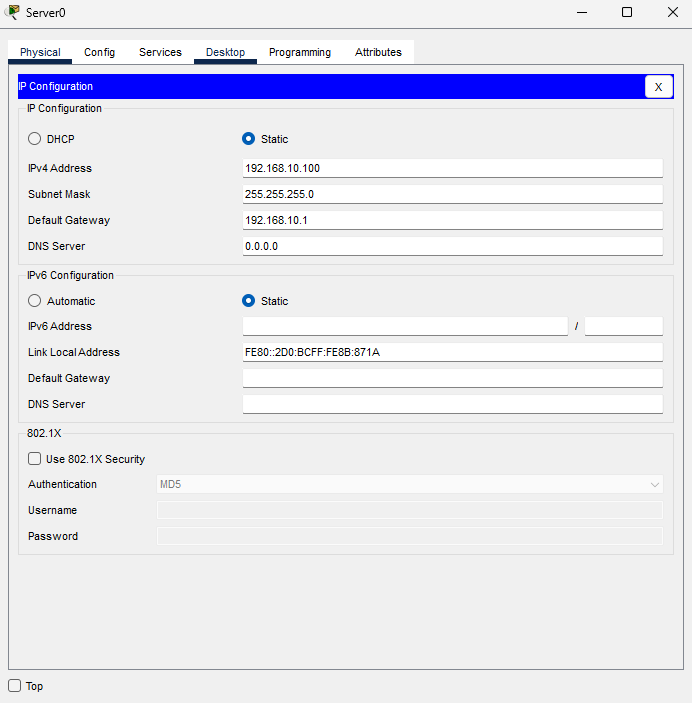 Server0
Physical Config Services Desktop Programming Attributes
IP Configuration X
IP Configuration
DHCP Static
IPv4 Address 192.168.10.100
Subnet Mask 255.255.255.0
Default Gateway 192.168.10.1
DNS Server 0.0.0.0
IPv6 Configuration
Automatic Static
IPv6 Address /
Link Local Address FE80::2D0:BCFF:FE8B:871A
Default Gateway
DNS Server
802.1X
Use 802.1X Security
Authentication MD5
Username
Password
Top